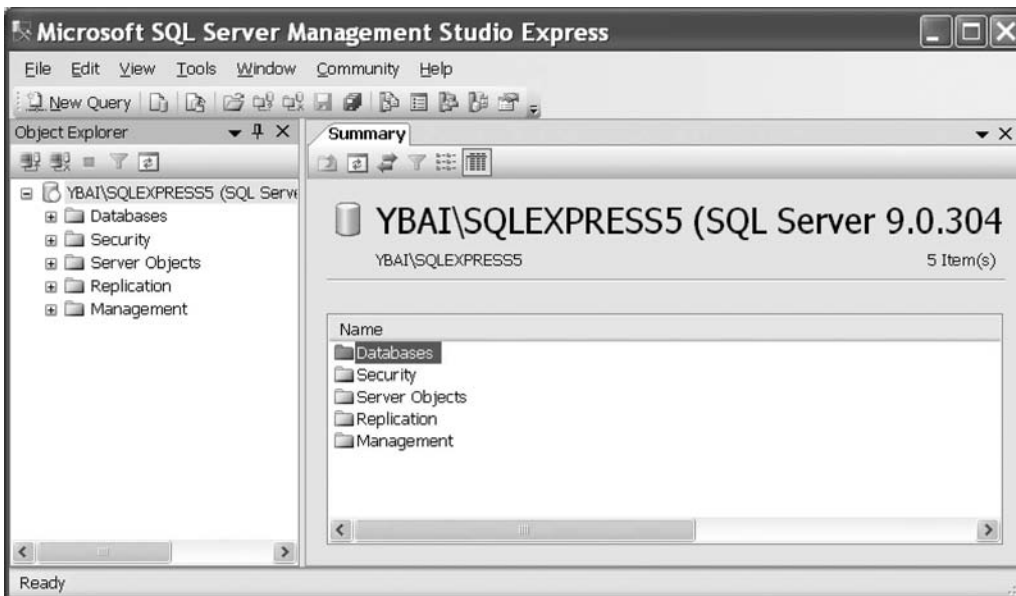 Microsoft SQL Server Management Studio Express
File Edit View Tools Window Community Help
New Query
Object Explorer
YBAI\SQLEXPRESS5 (SQL Serve
Databases
Security
Server Objects
Replication
Management
Summary
YBAI\SQLEXPRESS5 (SQL Server 9.0.304
YBAI\SQLEXPRESS5 5 Item(s)
Name
Databases
Security
Server Objects
Replication
Management
Ready